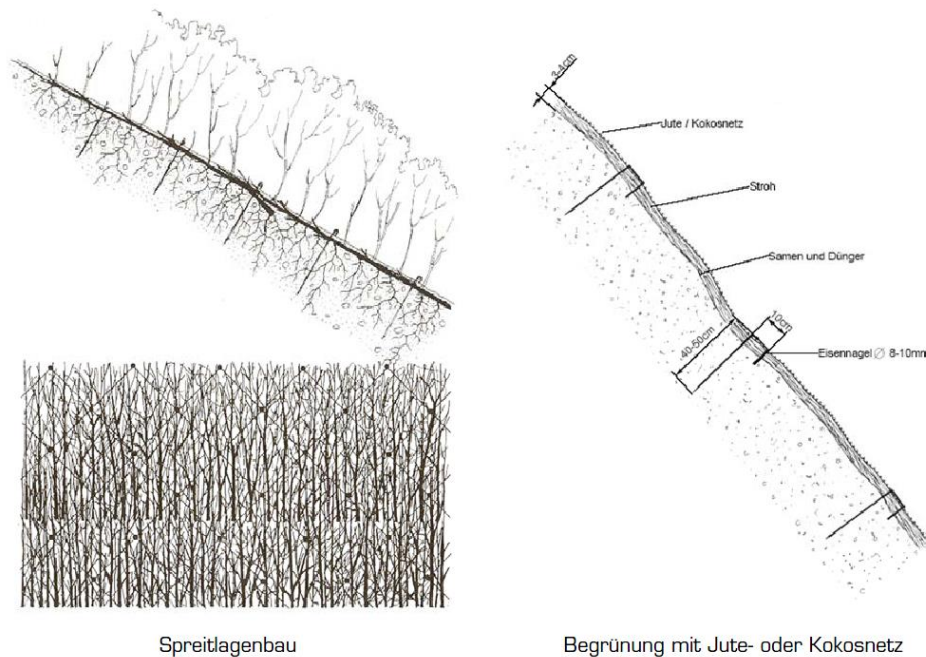 3-4cm
Jute / Kokosnetz
Stroh
Samen und Dünger
10cm
40-50cm
Eisennagel ∅ 8-10mm
Spreitlagenbau
Begrünung mit Jute- oder Kokosnetz